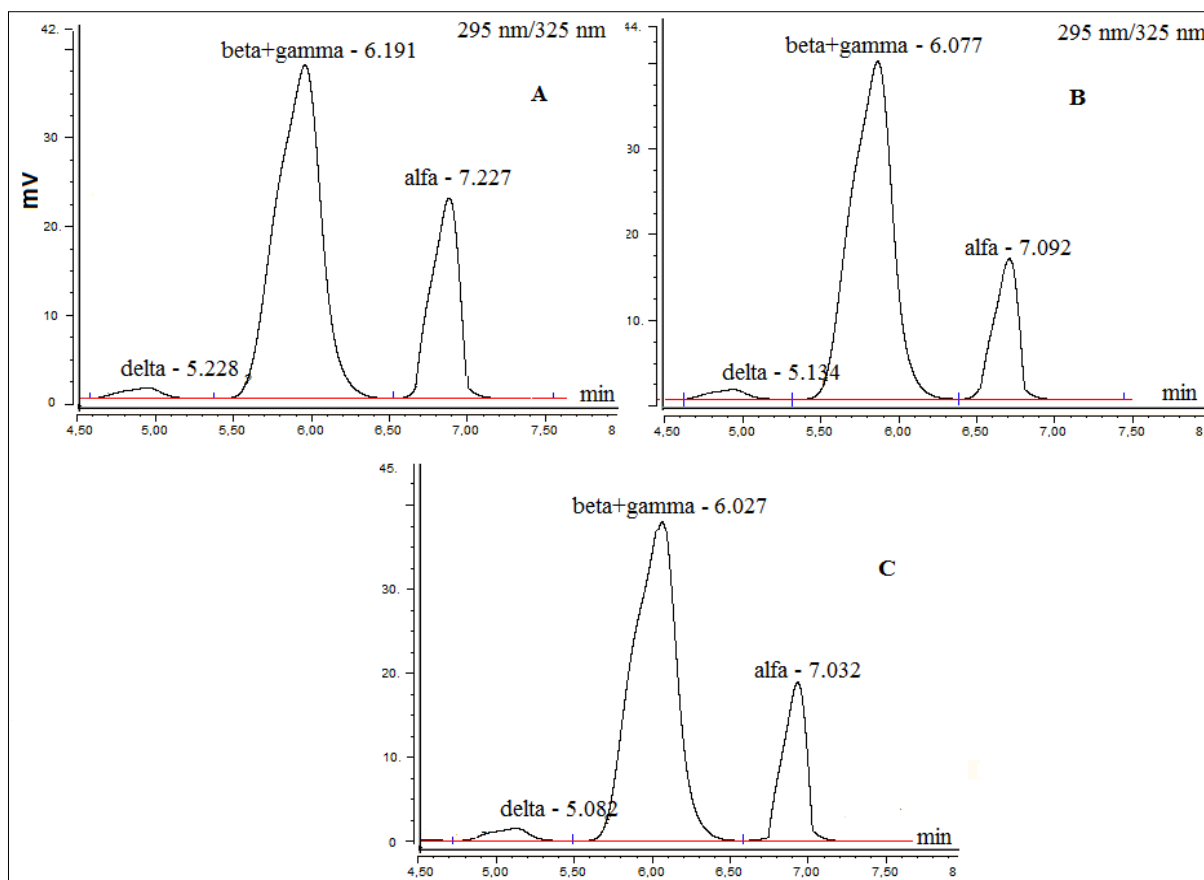 42.
295 nm/325 nm
beta+gamma - 6.191
A
30
mV
alfa - 7.227
20
10
delta - 5.228
min
0
4,50 5,00 5,50 6,00 6,50 7,00 7,50 8
44.
295 nm/325 nm
beta+gamma - 6.077
B
30
alfa - 7.092
20
10
delta - 5.134
min
4,50 5,00 5,50 6,00 6,50 7,00 7,50 8
45.
beta+gamma - 6.027
C
30.
alfa - 7.032
20.
10.
delta - 5.082
min
0.
4,50 5,00 5,50 6,00 6,50 7,00 7,50 8